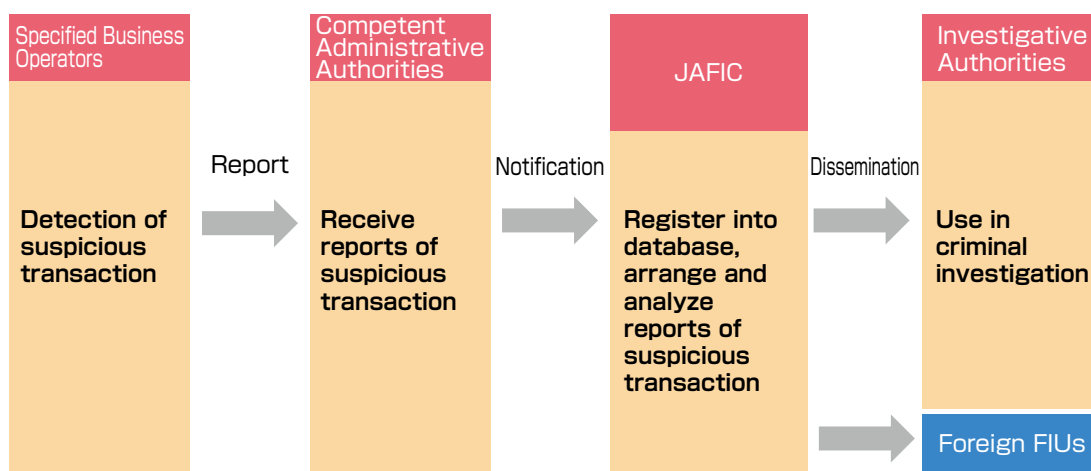 Specified Business
Operators
Detection of
suspicious
transaction
Report
Competent
Administrative
Authorities
Receive
reports of
suspicious
transaction
Notification
JAFIC
Register into
database,
arrange and
analyze
reports of
suspicious
transaction
Dissemination
Investigative
Authorities
Use in
criminal
investigation
Foreign FIUs